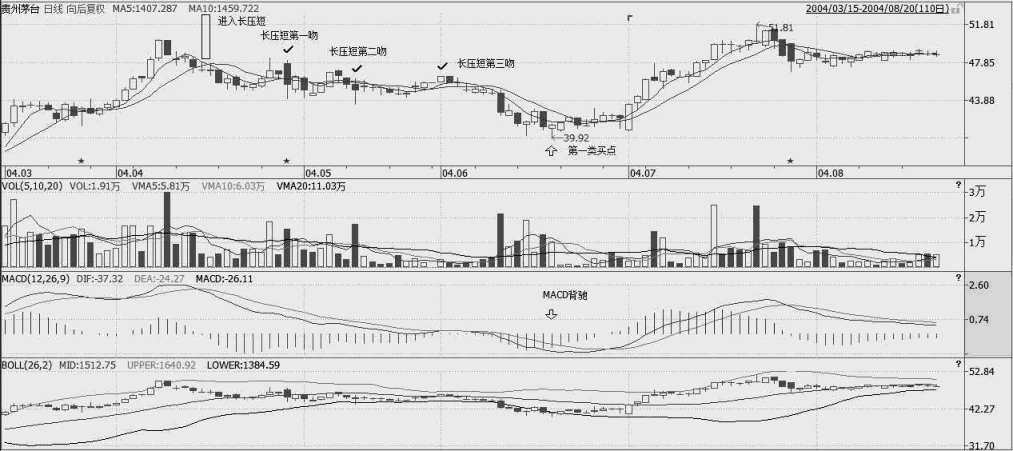 贵州茅台 日线 向后复权 MA5:1407.287 MA10:1459.722
2004/03/15-2004/08/20(110日)
进入长压短
长压短第一吻
长压短第二吻
长压短第三吻
51.81
51.81
47.85
43.88
39.92
第一类买点
04.03 04.04 04.05 04.06 04.07 04.08
VOL(5,10,20) VOL:1.91万 VMA5:5.81万 VMA10:6.03万 VMA20:11.03万 ?
3万
2万
1万
MACD(12,26,9) DIF:-37.32 DEA:-24.27 MACD:-26.11 ?
2.60
MACD背驰
0.74
BOLL(26,2) MID:1512.75 UPPER:1640.92 LOWER:1384.59 ?
52.84
42.27
31.70